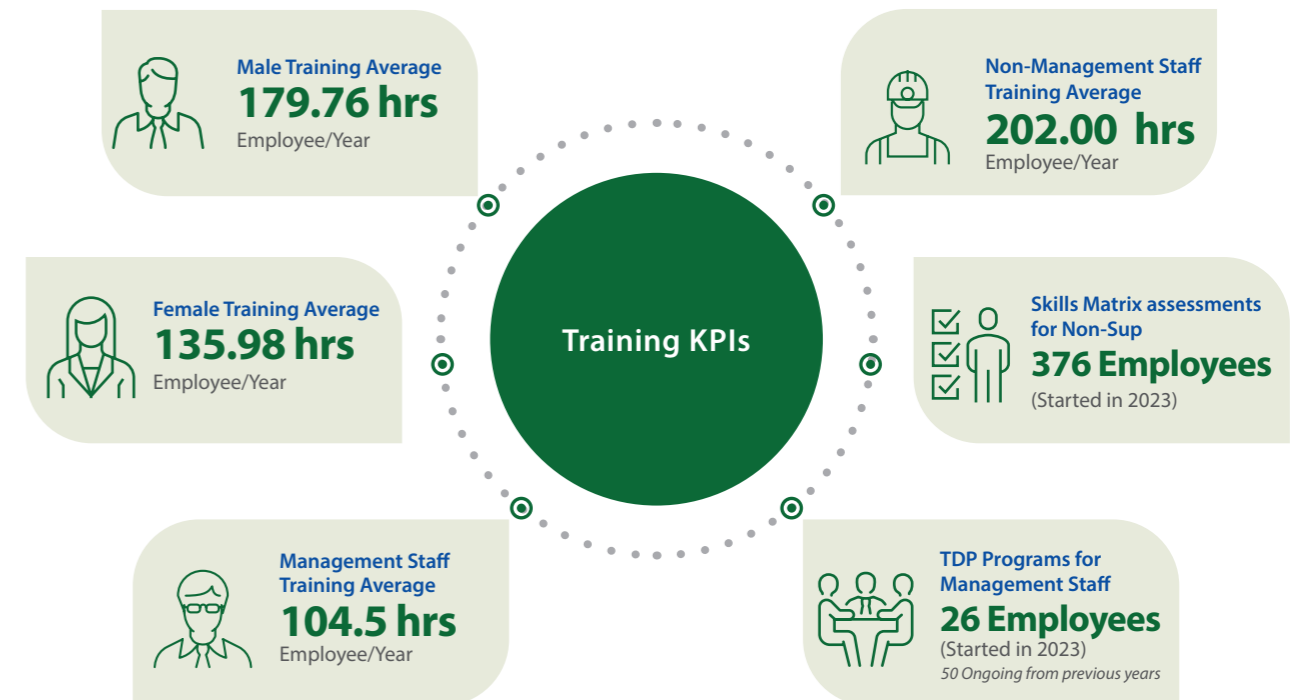 Male Training Average
179.76 hrs
Employee/Year
Female Training Average
135.98 hrs
Employee/Year
Management Staff
Training Average
104.5 hrs
Employee/Year
Training KPIs
Non-Management Staff
Training Average
202.00 hrs
Employee/Year
Skills Matrix assessments
for Non-Sup
376 Employees
(Started in 2023)
TDP Programs for
Management Staff
26 Employees
(Started in 2023)
50 Ongoing from previous years